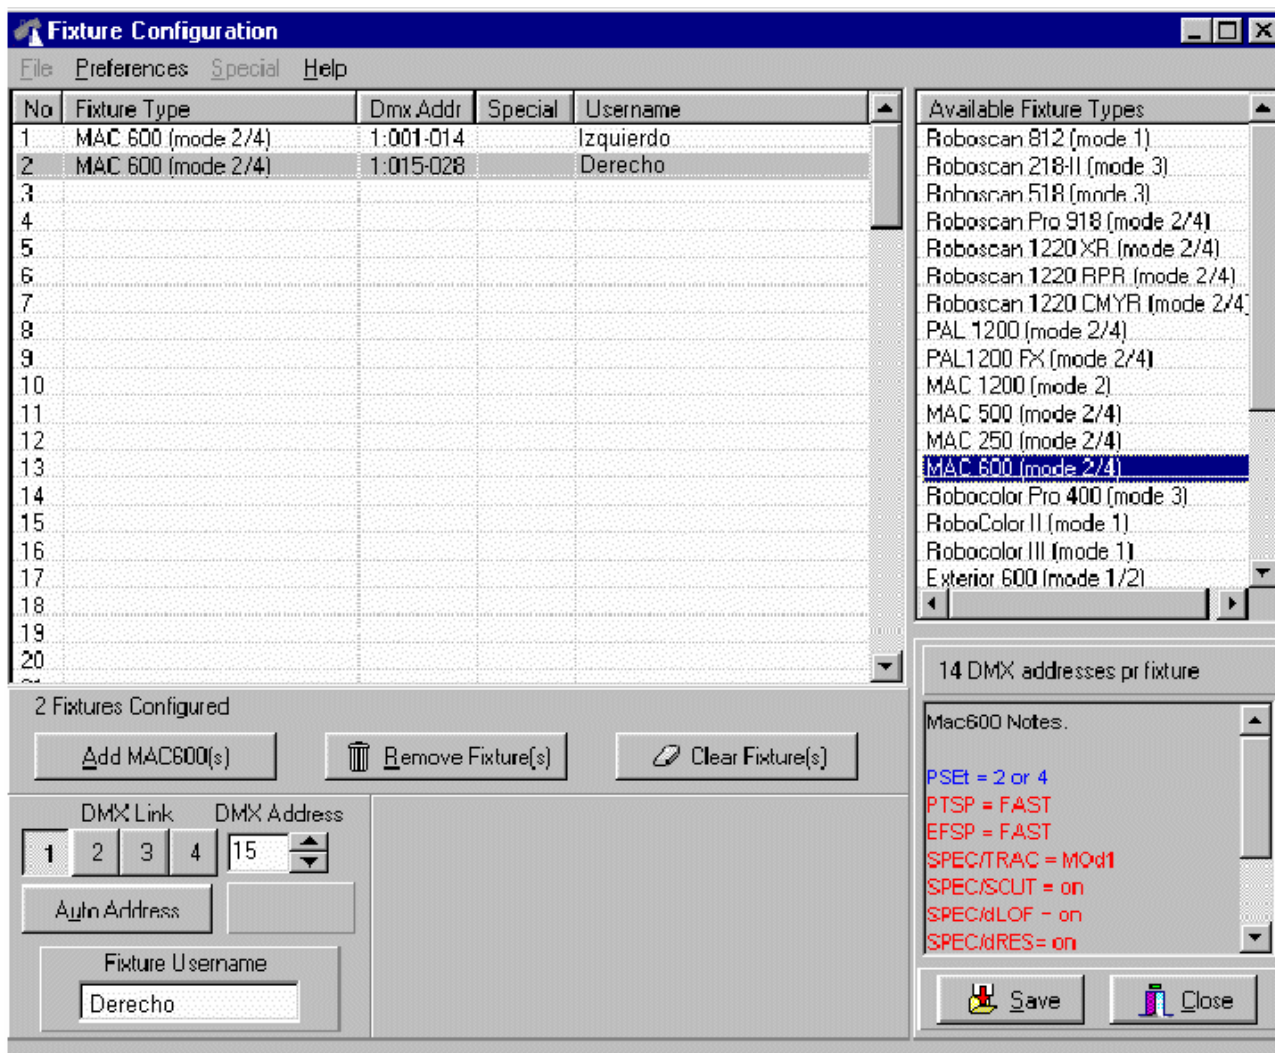 Fixture Configuration
File Preferences Special Help
No Fixture Type Dmx.Addr Special Username
1 MAC 600 (mode 2/4) 1:001-014 Izquierdo
2 MAC 600 (mode 2/4) 1:015-028 Derecho
3
4
5
6
7
8
9
10
11
12
13
14
15
16
17
18
19
20
2 Fixtures Configured
Add MAC600(s) Remove Fixture(s) Clear Fixture(s)
DMX Link DMX Address
1 2 3 4 15
Auto Address
Fixture Username
Derecho
Available Fixture Types
Roboscan 812 (mode 1)
Roboscan 218-II (mode 3)
Roboscan 518 (mode 3)
Roboscan Pro 918 (mode 2/4)
Roboscan 1220 XR (mode 2/4)
Roboscan 1220 RPR (mode 2/4)
Roboscan 1220 CMYR (mode 2/4)
PAL 1200 (mode 2/4)
PAL1200 FX (mode 2/4)
MAC 1200 (mode 2)
MAC 500 (mode 2/4)
MAC 250 (mode 2/4)
MAC 600 (mode 2/4)
Robocolor Pro 400 (mode 3)
RoboColor II (mode 1)
Robocolor III (mode 1)
Exterior 600 (mode 1/2)
14 DMX addresses pr fixture
Mac600 Notes.
PSEt = 2 or 4
PTSP = FAST
EFSP = FAST
SPEC/TRAC = MOd1
SPEC/SCUT = on
SPEC/dLOF = on
SPEC/dRES= on
Save Close